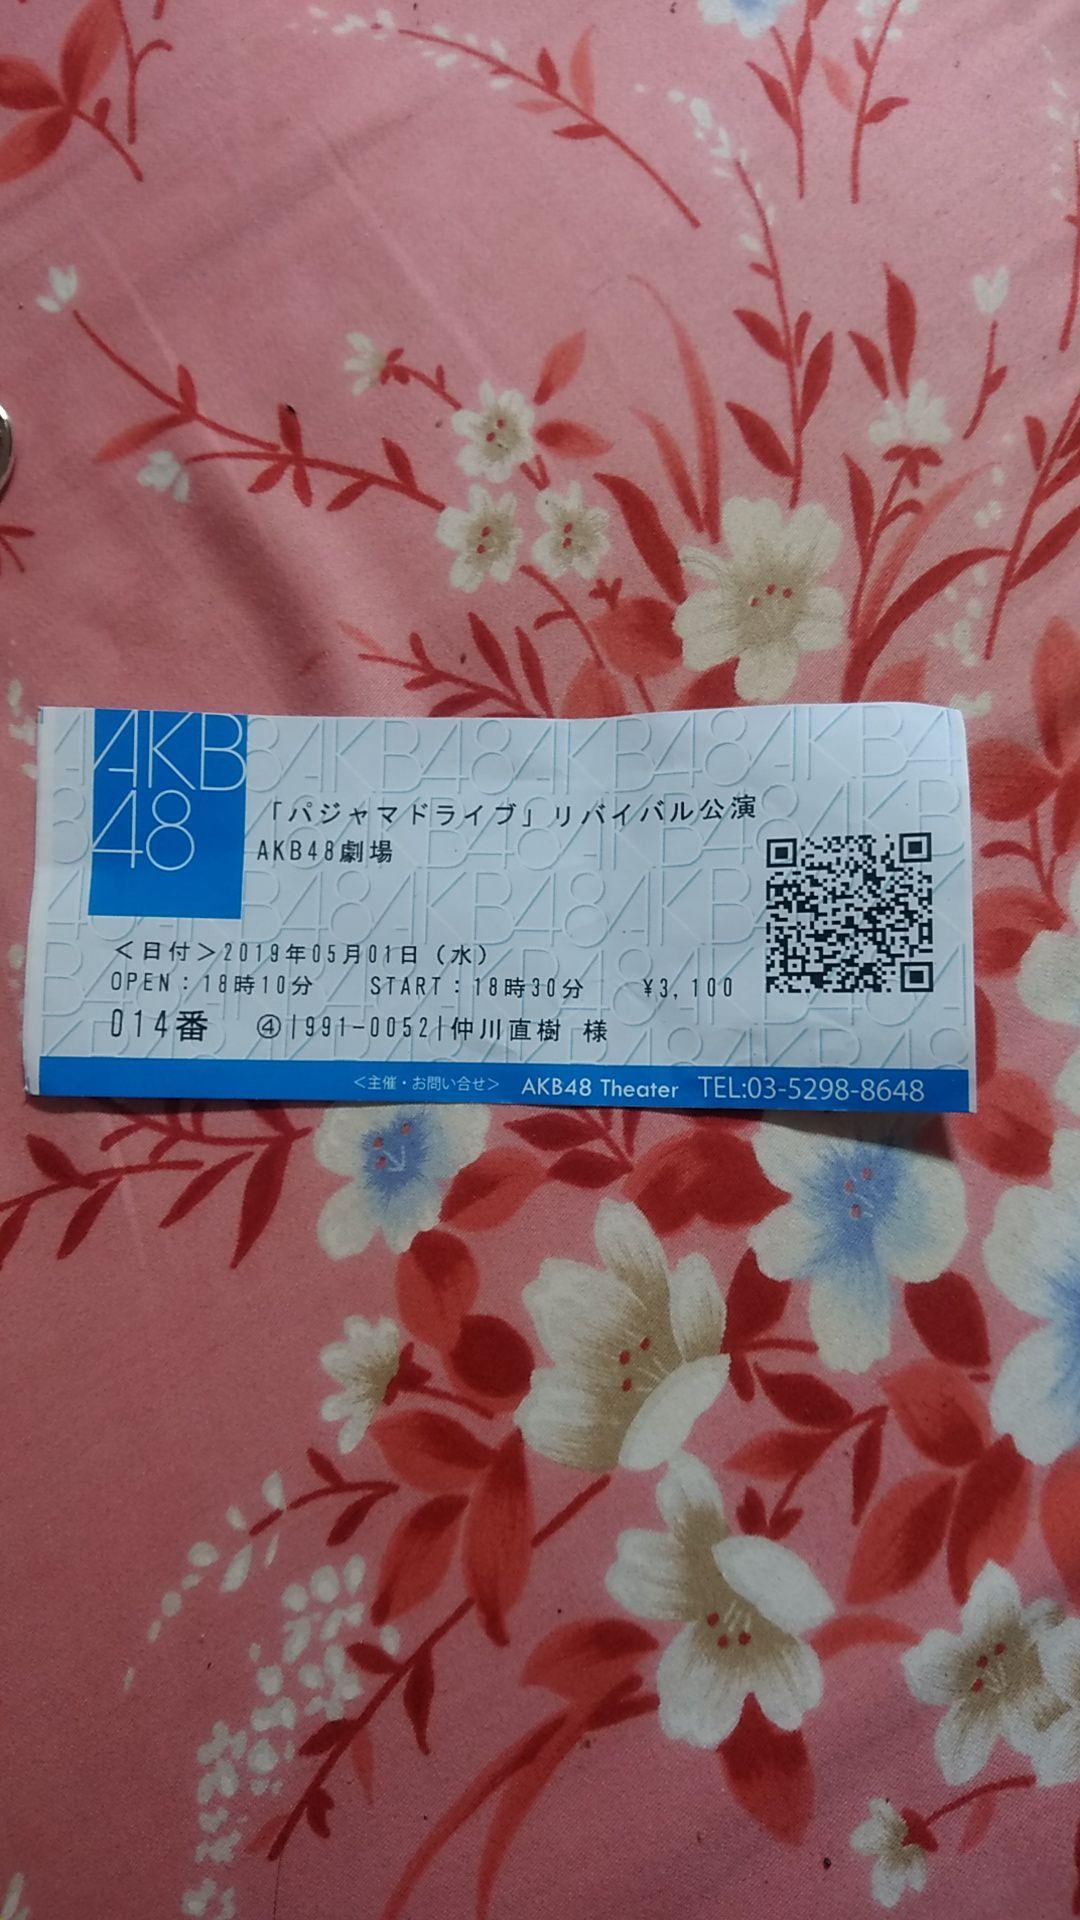 AKB
48
「パジャマドライブ」リバイバル公演
AKB48劇場
＜日付＞2019年05月01日（水）
OPEN：18時10分 START：18時30分 ¥3,100
014番 ④|991-0052|仲川直樹 様
＜主催・お問い合せ＞ AKB48 Theater TEL:03-5298-8648